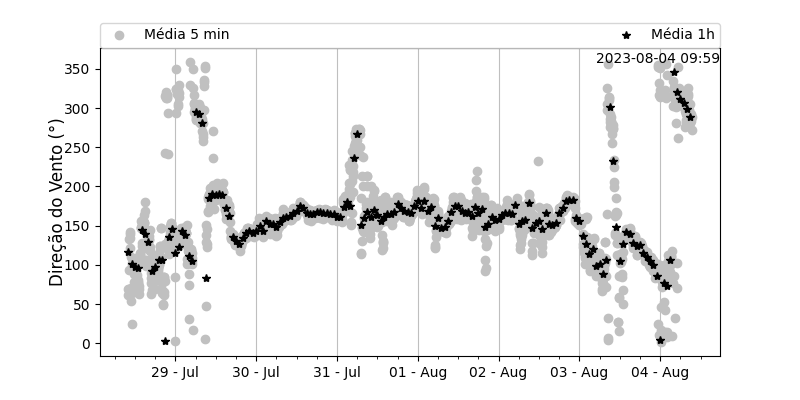 Média 5 min
Média 1h
2023-08-04 09:59
Direção do Vento (°)
350
300
250
200
150
100
50
0
29 - Jul
30 - Jul
31 - Jul
01 - Aug
02 - Aug
03 - Aug
04 - Aug